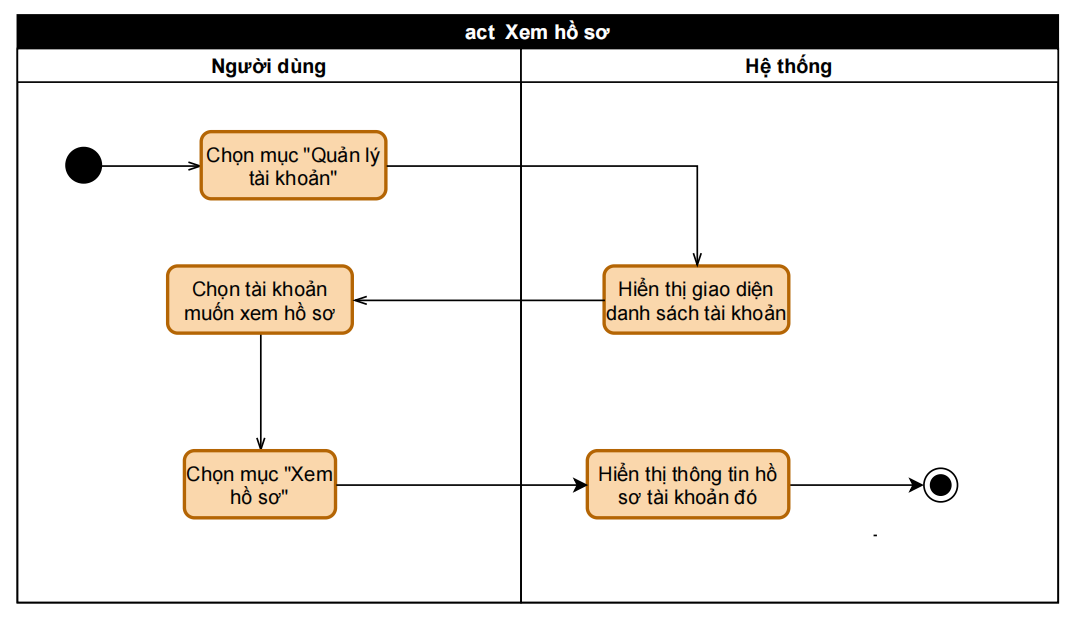 act Xem hồ sơ
Người dùng
Hệ thống
Chọn mục "Quản lý
tài khoản"
Chọn tài khoản
muốn xem hồ sơ
Hiển thị giao diện
danh sách tài khoản
Chọn mục "Xem
hồ sơ"
Hiển thị thông tin hồ
sơ tài khoản đó
-